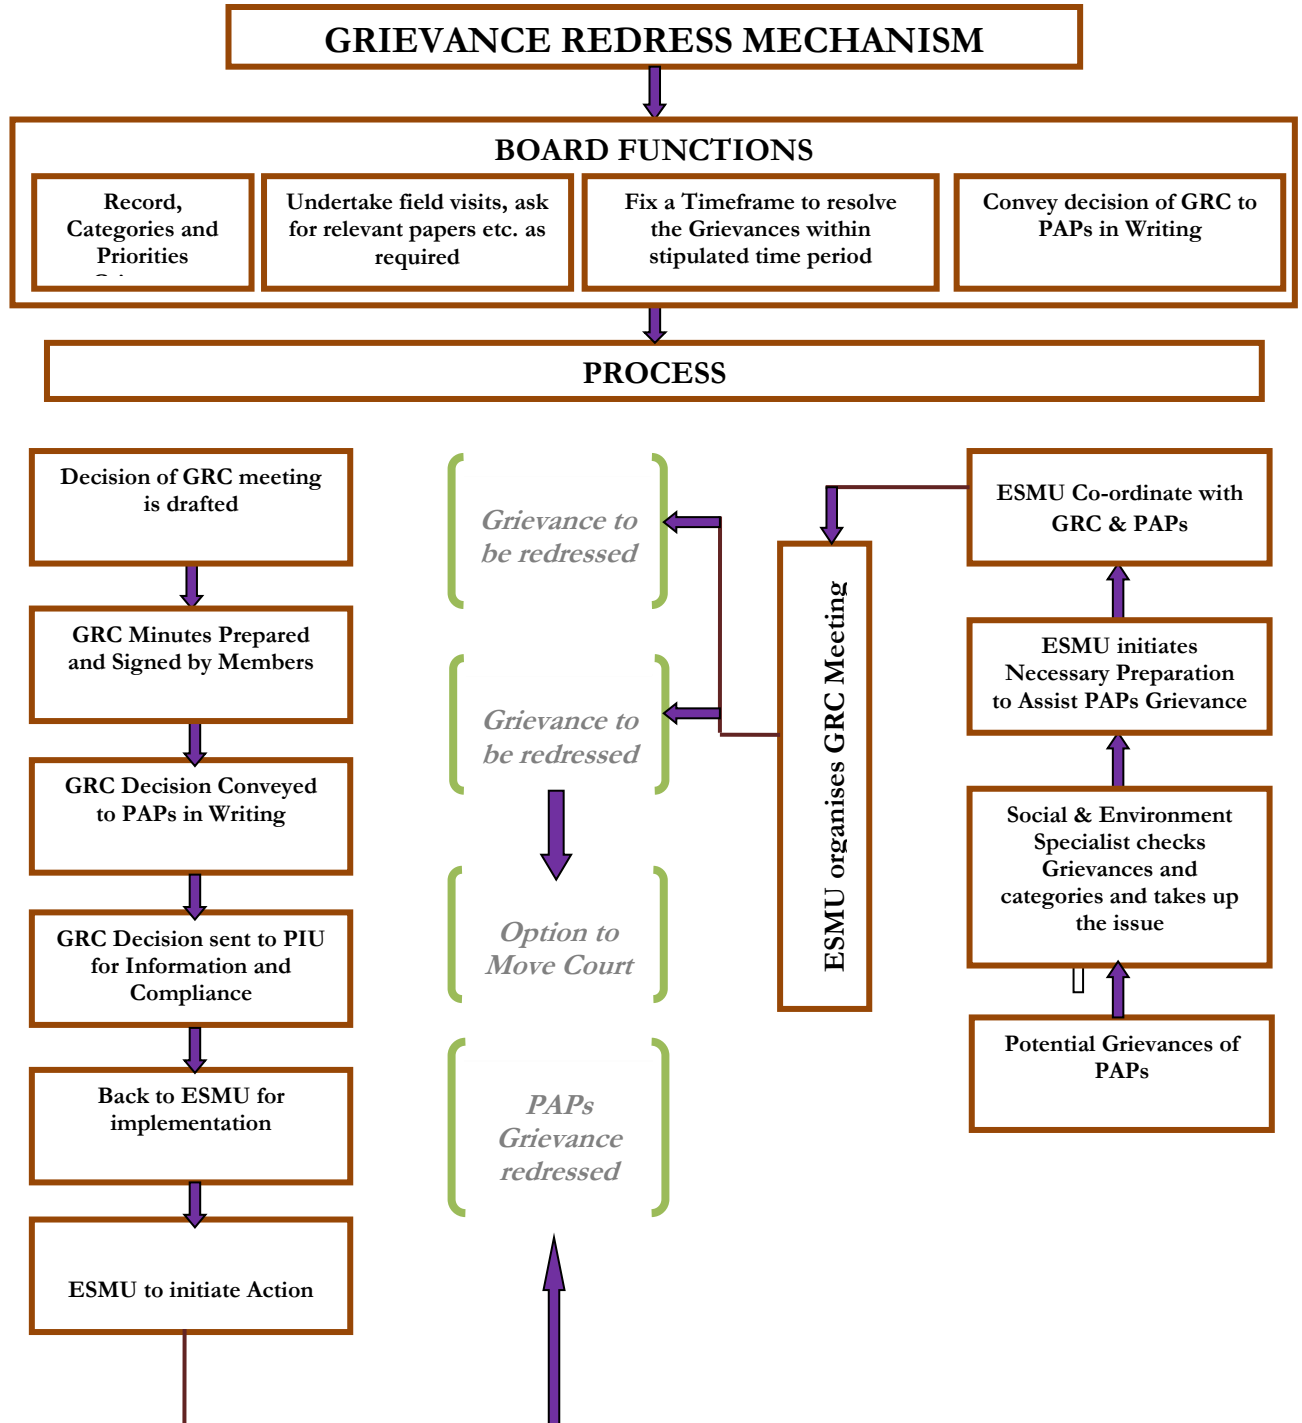 GRIEVANCE REDRESS MECHANISM
BOARD FUNCTIONS
Record,
Categories and
Priorities
Undertake field visits, ask
for relevant papers etc. as
required
Fix a Timeframe to resolve
the Grievances within
stipulated time period
Convey decision of GRC to
PAPs in Writing
PROCESS
Decision of GRC meeting
is drafted
GRC Minutes Prepared
and Signed by Members
GRC Decision Conveyed
to PAPs in Writing
GRC Decision sent to PIU
for Information and
Compliance
Back to ESMU for
implementation
ESMU to initiate Action
Grievance to
be redressed
Grievance to
be redressed
Option to
Move Court
PAPs
Grievance
redressed
ESMU organises GRC Meeting
ESMU Co-ordinate with
GRC & PAPs
ESMU initiates
Necessary Preparation
to Assist PAPs Grievance
Social & Environment
Specialist checks
Grievances and
categories and takes up
the issue
Potential Grievances of
PAPs